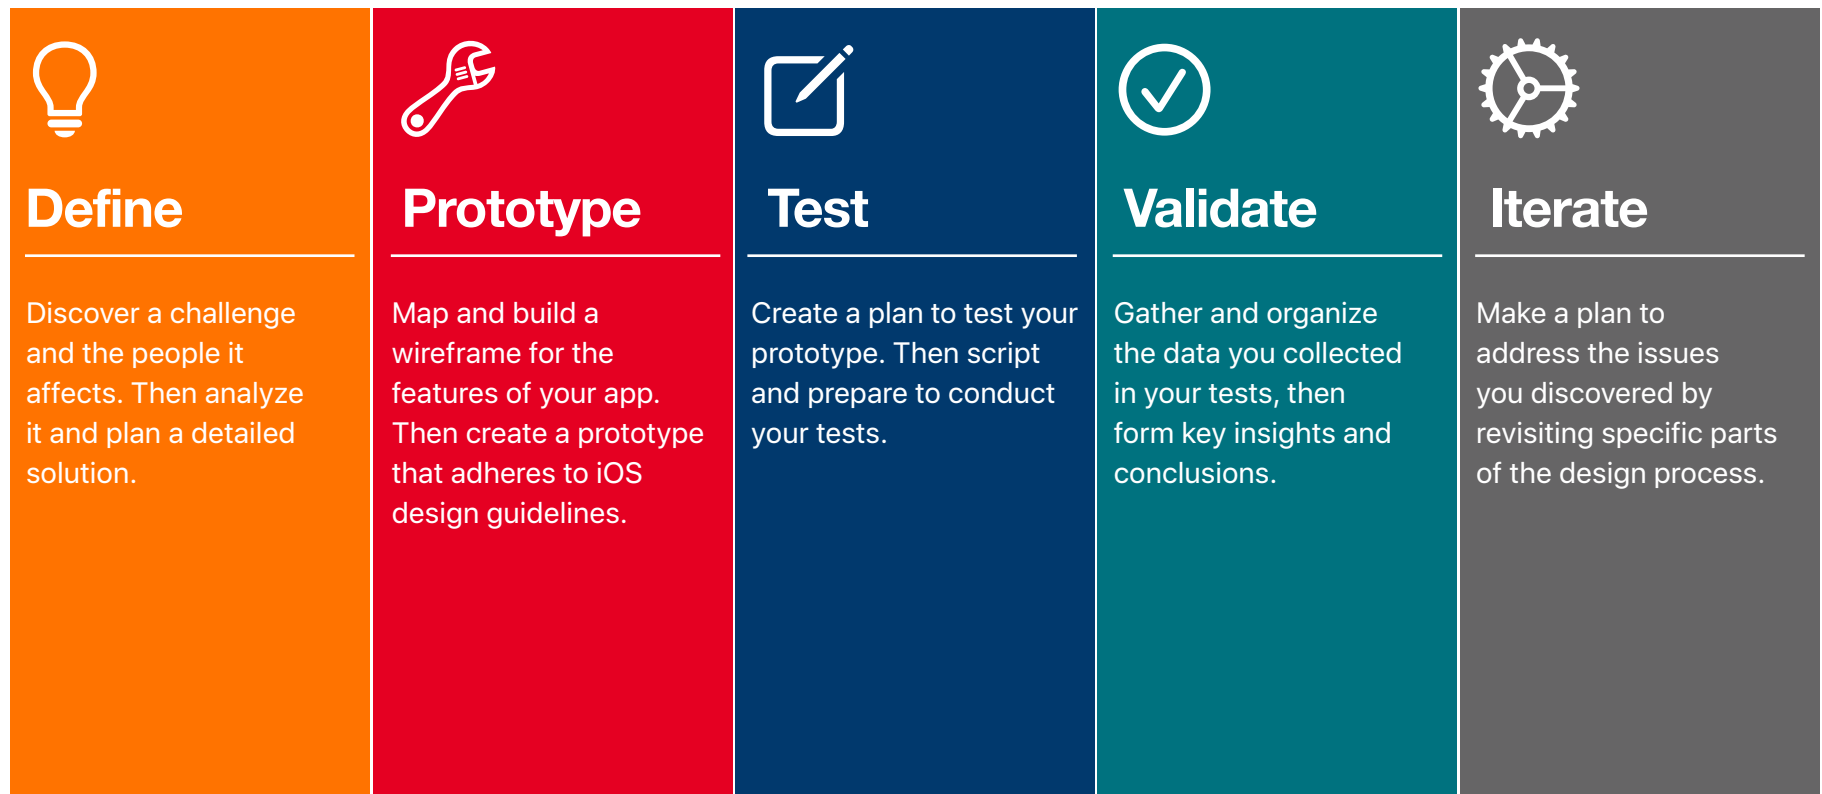 Define
Discover a challenge
and the people it
affects. Then analyze
it and plan a detailed
solution.
Prototype
Map and build a
wireframe for the
features of your app.
Then create a prototype
that adheres to iOS
design guidelines.
Test
Create a plan to test your
prototype. Then script
and prepare to conduct
your tests.
Validate
Gather and organize
the data you collected
in your tests, then
form key insights and
conclusions.
Iterate
Make a plan to
address the issues
you discovered by
revisiting specific parts
of the design process.